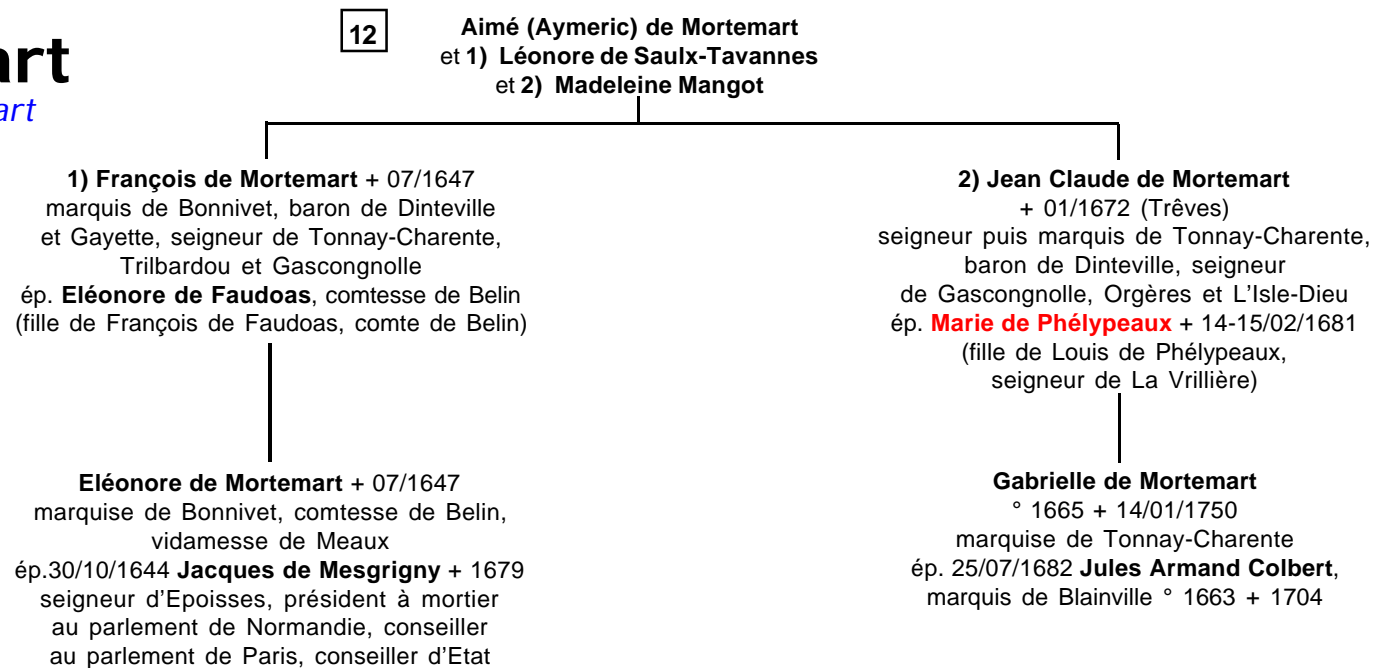 art
art
12
Aimé (Aymeric) de Mortemart
et 1) Léonore de Saulx-Tavannes
et 2) Madeleine Mangot
1) François de Mortemart + 07/1647
marquis de Bonnivet, baron de Dinteville
et Gayette, seigneur de Tonnay-Charente,
Trilbardou et Gascongnolle
ép. Eléonore de Faudoas, comtesse de Belin
(fille de François de Faudoas, comte de Belin)
2) Jean Claude de Mortemart
+ 01/1672 (Trêves)
seigneur puis marquis de Tonnay-Charente,
baron de Dinteville, seigneur
de Gascongnolle, Orgères et L'Isle-Dieu
ép. Marie de Phélypeaux + 14-15/02/1681
(fille de Louis de Phélypeaux,
seigneur de La Vrillière)
Eléonore de Mortemart + 07/1647
marquise de Bonnivet, comtesse de Belin,
vidamesse de Meaux
ép.30/10/1644 Jacques de Mesgrigny + 1679
seigneur d'Epoisses, président à mortier
au parlement de Normandie, conseiller
au parlement de Paris, conseiller d'Etat
Gabrielle de Mortemart
° 1665 + 14/01/1750
marquise de Tonnay-Charente
ép. 25/07/1682 Jules Armand Colbert,
marquis de Blainville ° 1663 + 1704